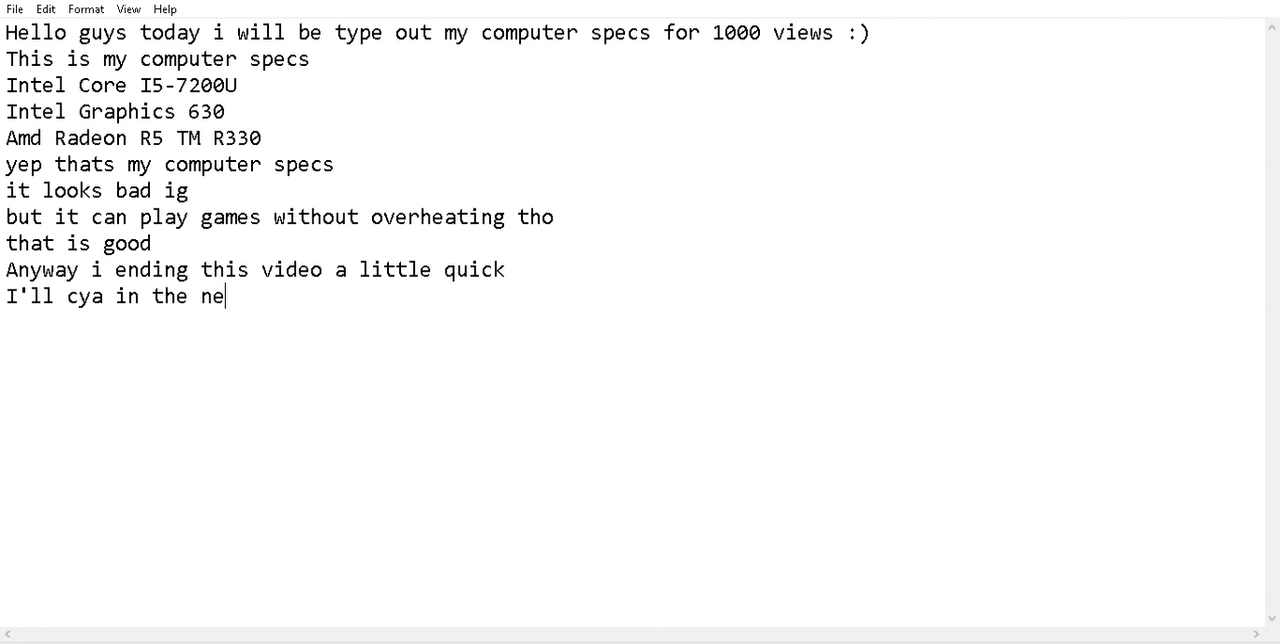 File Edit Format View Help
Hello guys today i will be type out my computer specs for 1000 views :)
This is my computer specs
Intel Core I5-7200U
Intel Graphics 630
Amd Radeon R5 TM R330
yep thats my computer specs
it looks bad ig
but it can play games without overheating tho
that is good
Anyway i ending this video a little quick
I'll cya in the ne